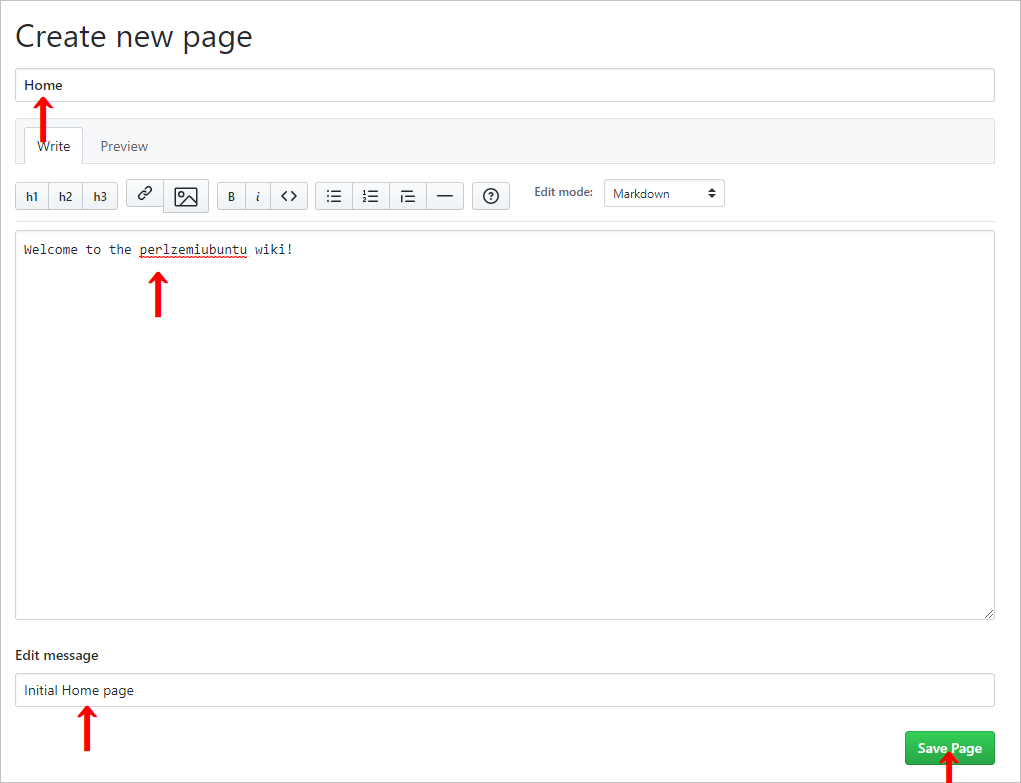 Create new page
Home
Write Preview
h1 h2 h3 B i Edit mode: Markdown
Welcome to the perlzemiubuntu wiki!
Edit message
Initial Home page
Save Page